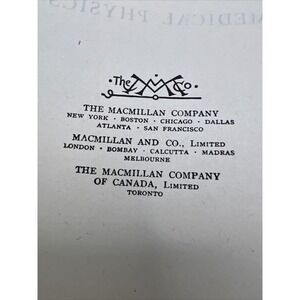 MEDICAL PHYSICS
The Co
THE MACMILLAN COMPANY
NEW YORK · BOSTON · CHICAGO · DALLAS
ATLANTA · SAN FRANCISCO
MACMILLAN AND CO., LIMITED
LONDON · BOMBAY · CALCUTTA · MADRAS
MELBOURNE
THE MACMILLAN COMPANY
OF CANADA, LIMITED
TORONTO